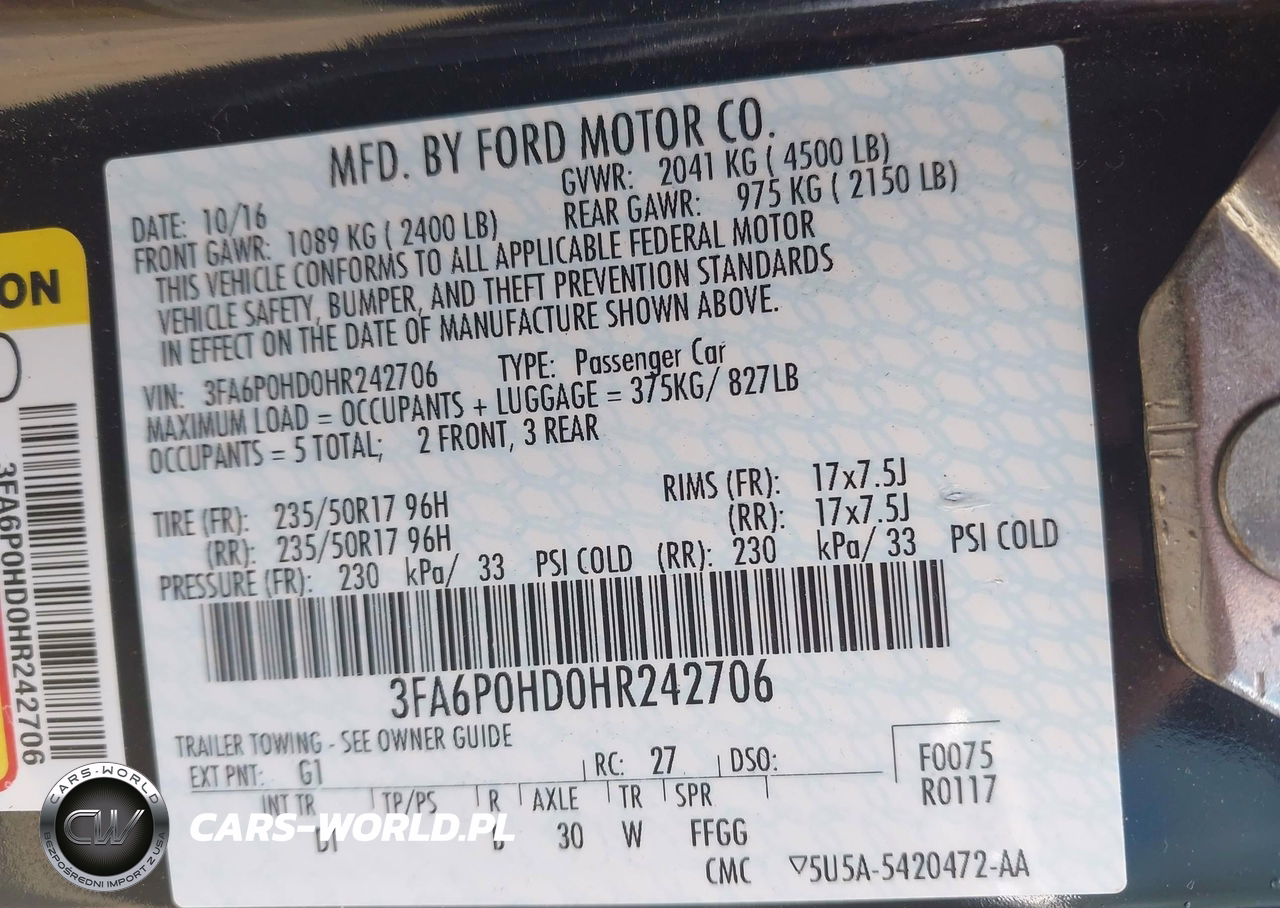 MFD. BY FORD MOTOR CO.
DATE: 10/16 GVWR: 2041 KG ( 4500 LB)
FRONT GAWR: 1089 KG ( 2400 LB) REAR GAWR: 975 KG ( 2150 LB)
THIS VEHICLE CONFORMS TO ALL APPLICABLE FEDERAL MOTOR
VEHICLE SAFETY, BUMPER, AND THEFT PREVENTION STANDARDS
IN EFFECT ON THE DATE OF MANUFACTURE SHOWN ABOVE.
VIN: 3FA6P0HD0HR242706 TYPE: Passenger Car
MAXIMUM LOAD = OCCUPANTS + LUGGAGE = 375KG/ 827LB
OCCUPANTS = 5 TOTAL; 2 FRONT, 3 REAR
TIRE (FR): 235/50R17 96H RIMS (FR): 17x7.5J
(RR): 235/50R17 96H (RR): 17x7.5J
PRESSURE (FR): 230 kPa/ 33 PSI COLD (RR): 230 kPa/ 33 PSI COLD
3FA6P0HD0HR242706
TRAILER TOWING - SEE OWNER GUIDE
EXT PNT: G1 RC: 27 DSO: F0075
R0117
INT TR TP/PS R AXLE TR SPR
30 W FFGG
CMC ▽5U5A-5420472-AA
ON
3FA6P0HD0HR242706
CARS-WORLD
CW
BEZPOŚREDNI IMPORT Z USA
CARS-WORLD.PL